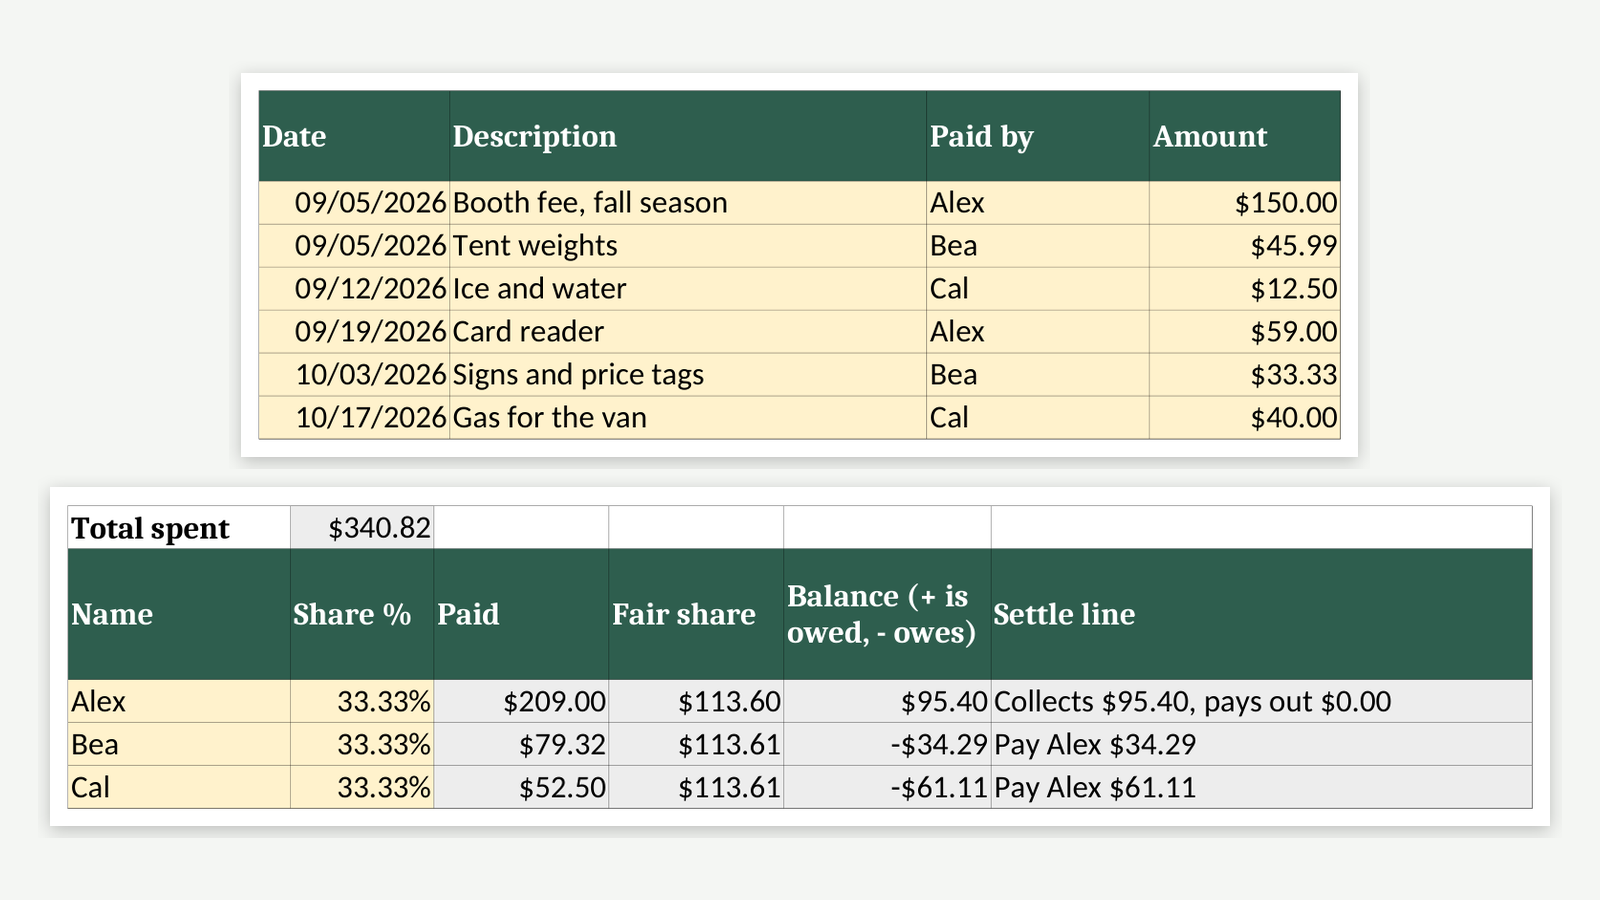 Date Description Paid by Amount
09/05/2026 Booth fee, fall season Alex $150.00
09/05/2026 Tent weights Bea $45.99
09/12/2026 Ice and water Cal $12.50
09/19/2026 Card reader Alex $59.00
10/03/2026 Signs and price tags Bea $33.33
10/17/2026 Gas for the van Cal $40.00
Total spent $340.82
Name Share % Paid Fair share Balance (+ is owed, - owes) Settle line
Alex 33.33% $209.00 $113.60 $95.40 Collects $95.40, pays out $0.00
Bea 33.33% $79.32 $113.61 -$34.29 Pay Alex $34.29
Cal 33.33% $52.50 $113.61 -$61.11 Pay Alex $61.11